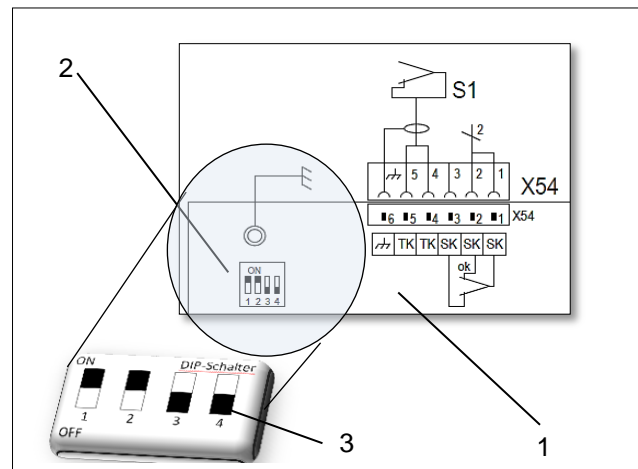 2
S1
2
5 4 3 2 1
X54
6 5 4 3 2 1 X54
TK TK SK SK SK
ok
ON
1 2 3 4
ON DIP-Schalter
1 2 3 4
OFF
3
1